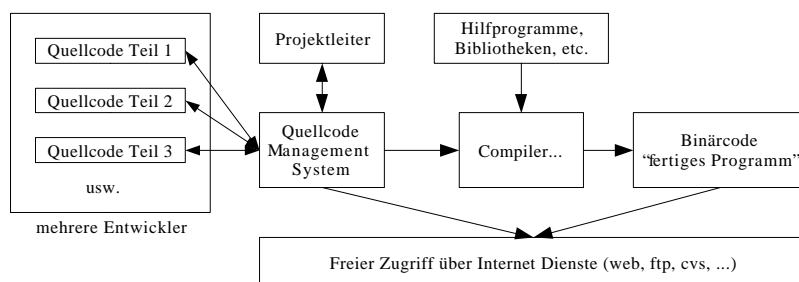 Quellcode Teil 1
Quellcode Teil 2
Quellcode Teil 3
usw.
mehrere Entwickler
Projektleiter
Quellcode
Management
System
Hilfprogramme,
Bibliotheken, etc.
Compiler...
Binärcode
“fertiges Programm”
Freier Zugriff über Internet Dienste (web, ftp, cvs, ...)